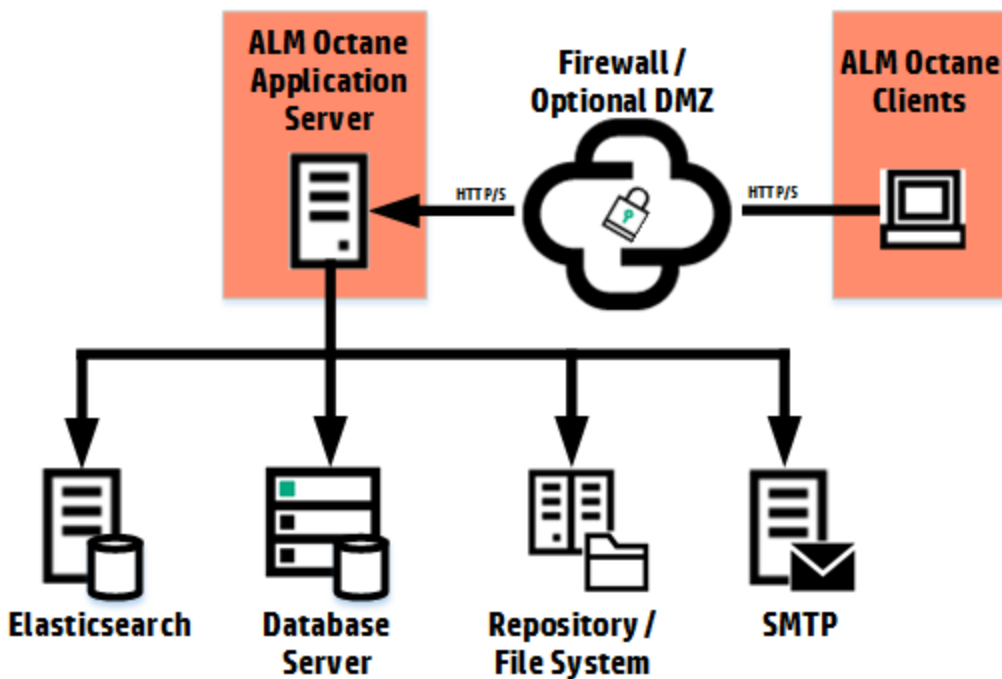 ALM Octane
Application
Server
Firewall /
Optional DMZ
ALM Octane
Clients
HTTP/S
HTTP/S
Elasticsearch
Database
Server
Repository /
File System
SMTP